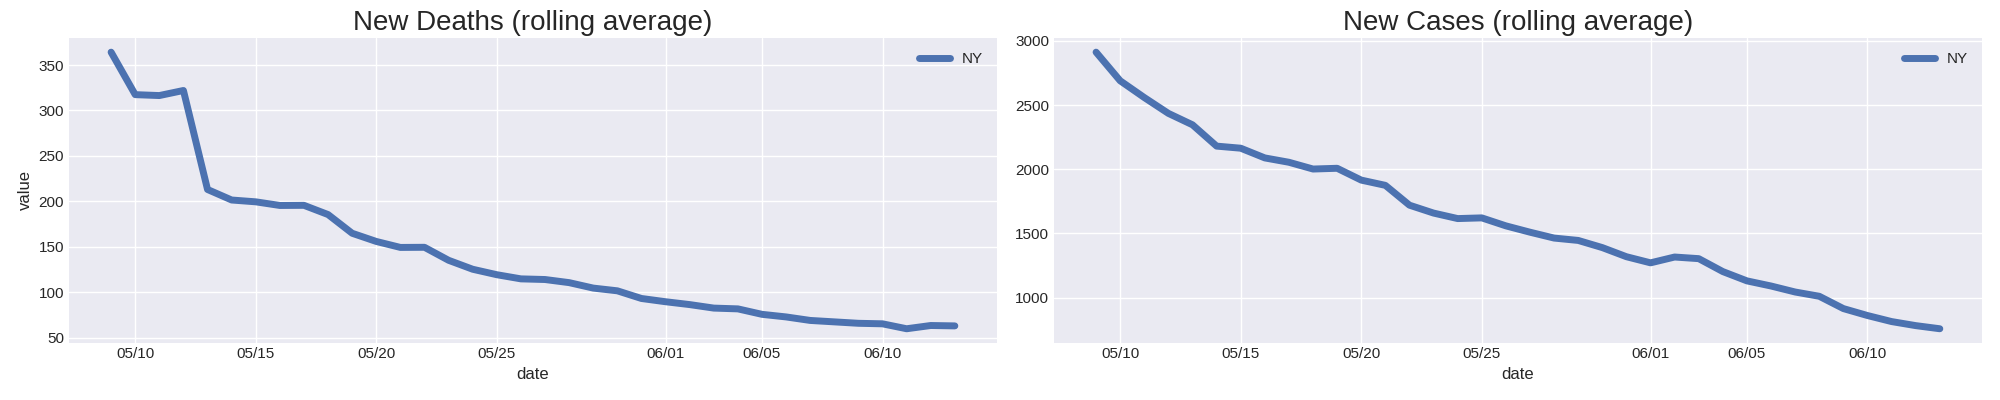 New Deaths (rolling average)
NY
350
300
250
200
150
100
50
value
05/10 05/15 05/20 05/25 06/01 06/05 06/10
date
New Cases (rolling average)
NY
3000
2500
2000
1500
1000
05/10 05/15 05/20 05/25 06/01 06/05 06/10
date